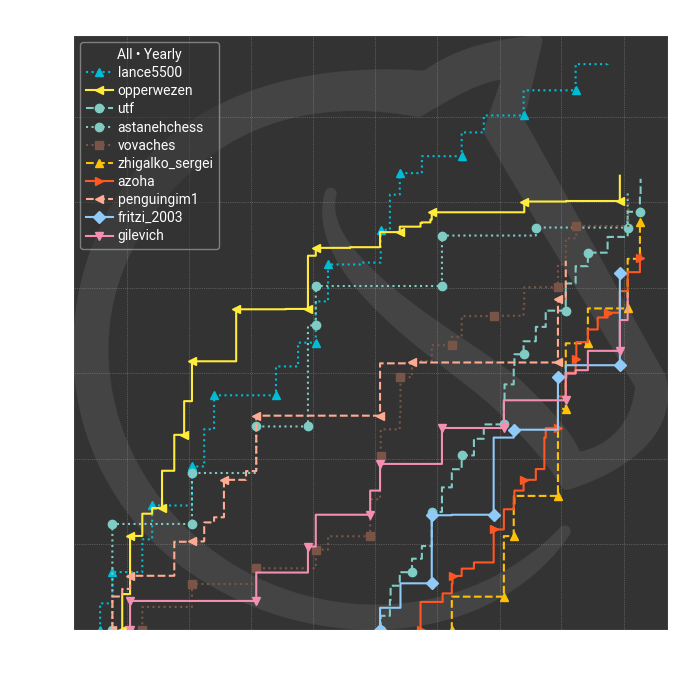 All • Yearly
lance5500
opperwezen
utf
astanehchess
vovaches
zhigalko_sergei
azoha
penguingim1
fritzi_2003
gilevich